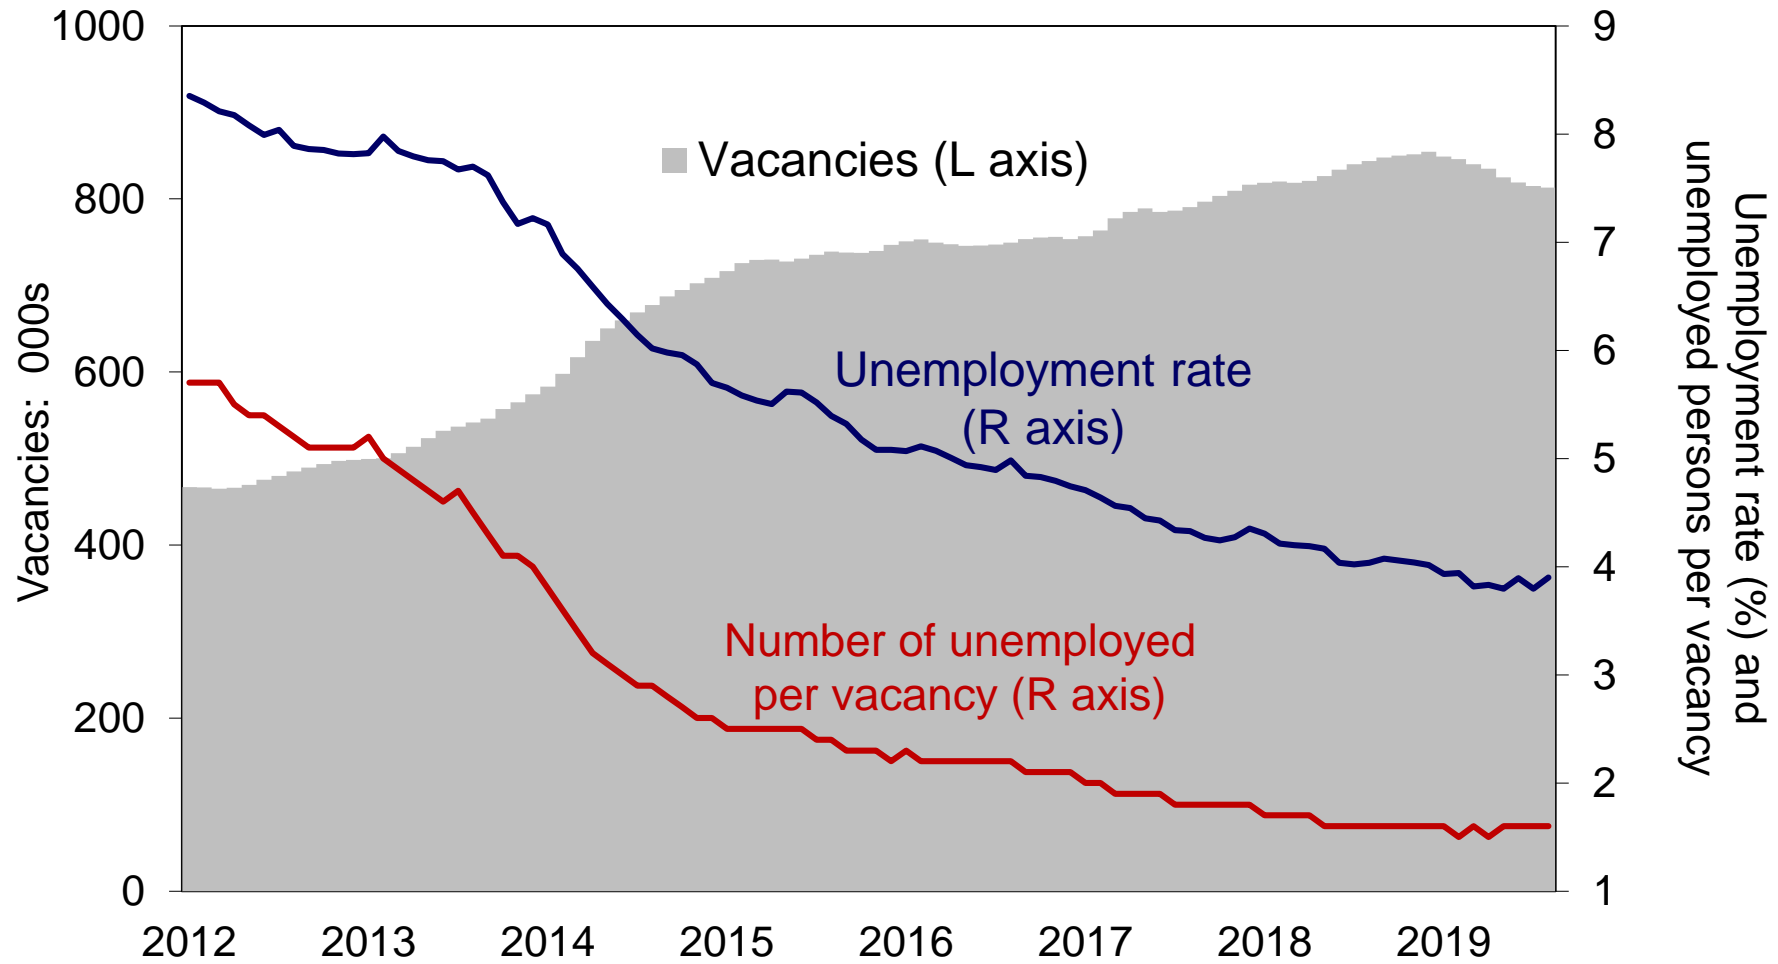 1000
800
600
400
200
0
Vacancies: 000s
Vacancies (L axis)
Unemployment rate
(R axis)
Number of unemployed
per vacancy (R axis)
9
8
7
6
5
4
3
2
1
Unemployment rate (%) and
unemployed persons per vacancy
2012 2013 2014 2015 2016 2017 2018 2019